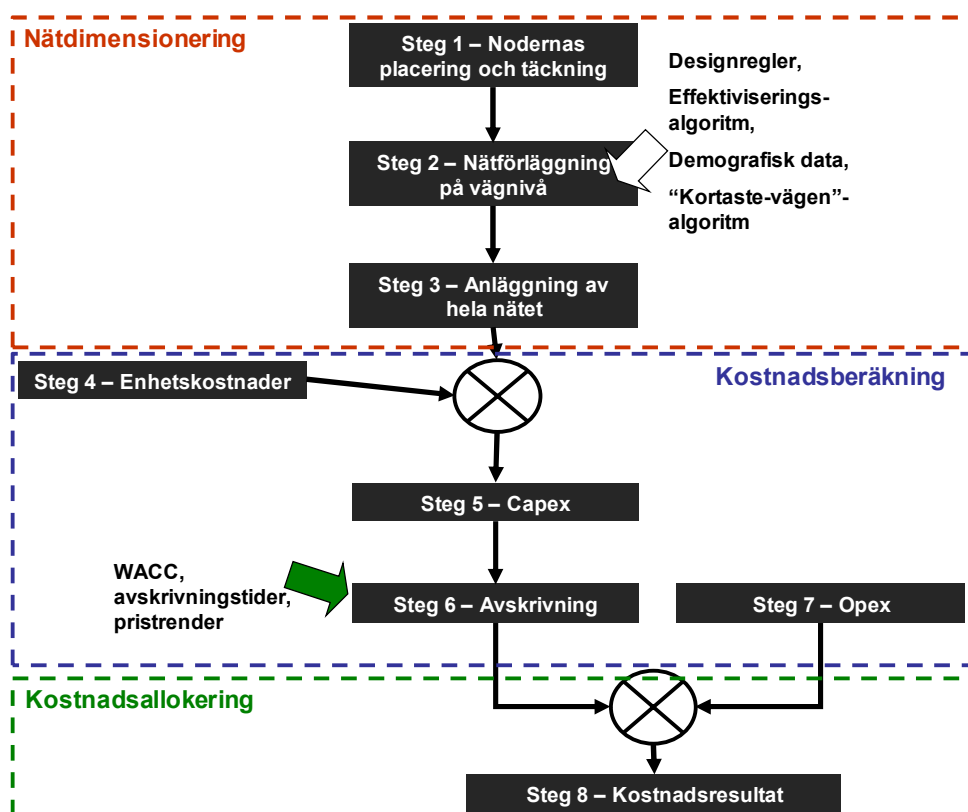 Nätdimensionering
Steg 1 – Nodernas
placering och täckning
Designregler,
Effektiviserings-
algoritm,
Demografisk data,
“Kortaste-vägen”-
algoritm
Steg 2 – Nätförläggning
på vägnivå
Steg 3 – Anläggning av
hela nätet
Kostnadsberäkning
Steg 4 – Enhetskostnader
Steg 5 – Capex
WACC,
avskrivningstider,
pristrender
Steg 6 – Avskrivning
Steg 7 – Opex
Kostnadsallokering
Steg 8 – Kostnadsresultat